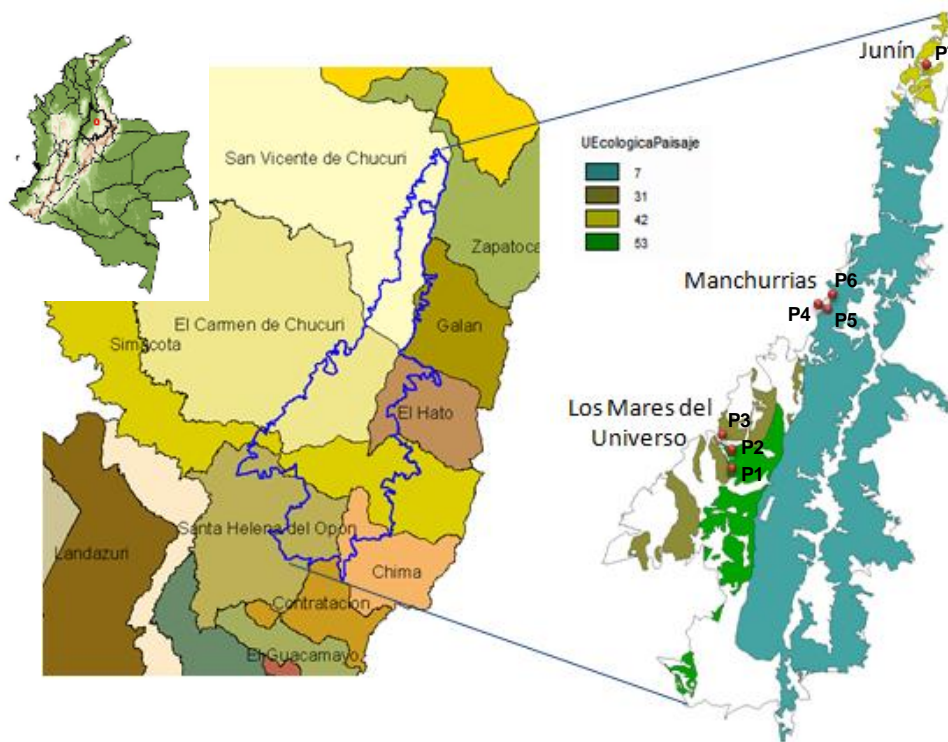 San Vicente de Chucuri
Zapatoca
El Carmen de Chucuri
Simacota
Galan
El Hato
Santa Helena del Opón
Landazuri
Chima
Contratacion
El Guacamayo
UEcologicaPaisaje
7
31
42
53
Junín
Manchurrias
P6
P4
P5
Los Mares del
Universo
P3
P2
P1